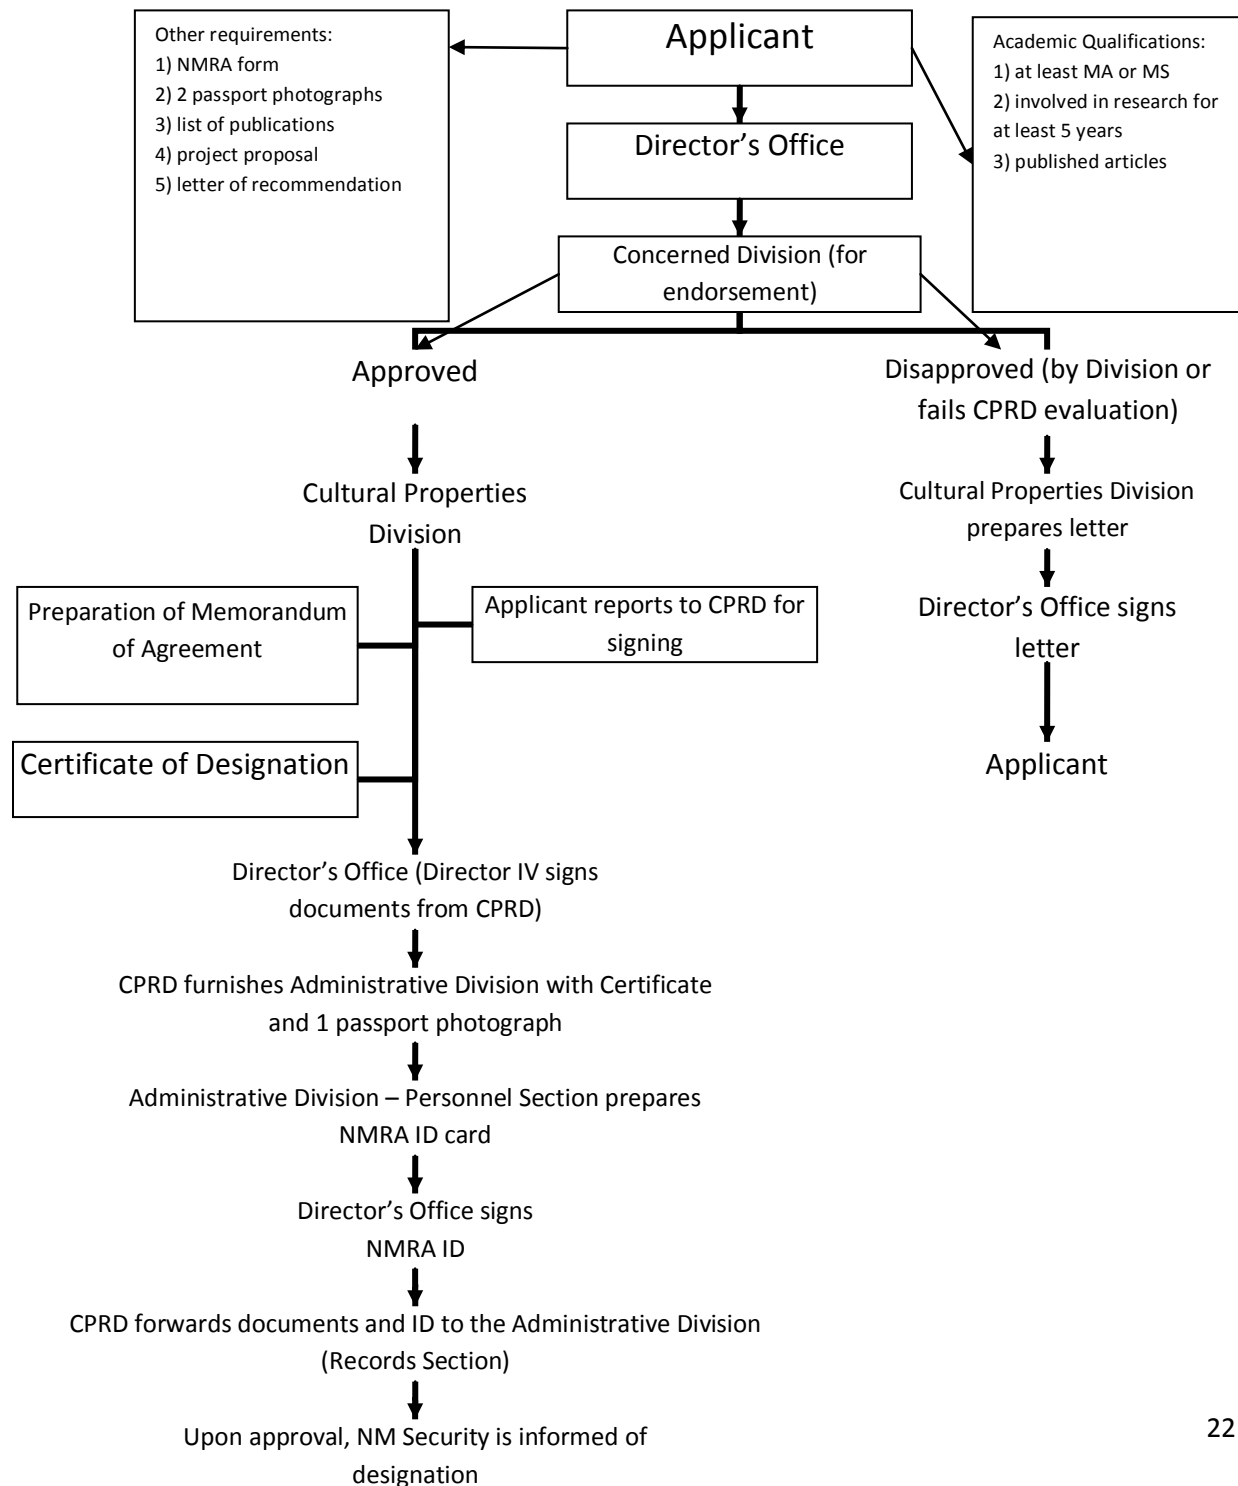 Other requirements:
1) NMRA form
2) 2 passport photographs
3) list of publications
4) project proposal
5) letter of recommendation
Applicant
Academic Qualifications:
1) at least MA or MS
2) involved in research for
at least 5 years
3) published articles
Director’s Office
Concerned Division (for
endorsement)
Approved
Disapproved (by Division or
fails CPRD evaluation)
Cultural Properties
Division
Cultural Properties Division
prepares letter
Preparation of Memorandum
of Agreement
Applicant reports to CPRD for
signing
Director’s Office signs
letter
Certificate of Designation
Applicant
Director’s Office (Director IV signs
documents from CPRD)
CPRD furnishes Administrative Division with Certificate
and 1 passport photograph
Administrative Division – Personnel Section prepares
NMRA ID card
Director’s Office signs
NMRA ID
CPRD forwards documents and ID to the Administrative Division
(Records Section)
Upon approval, NM Security is informed of
designation
22